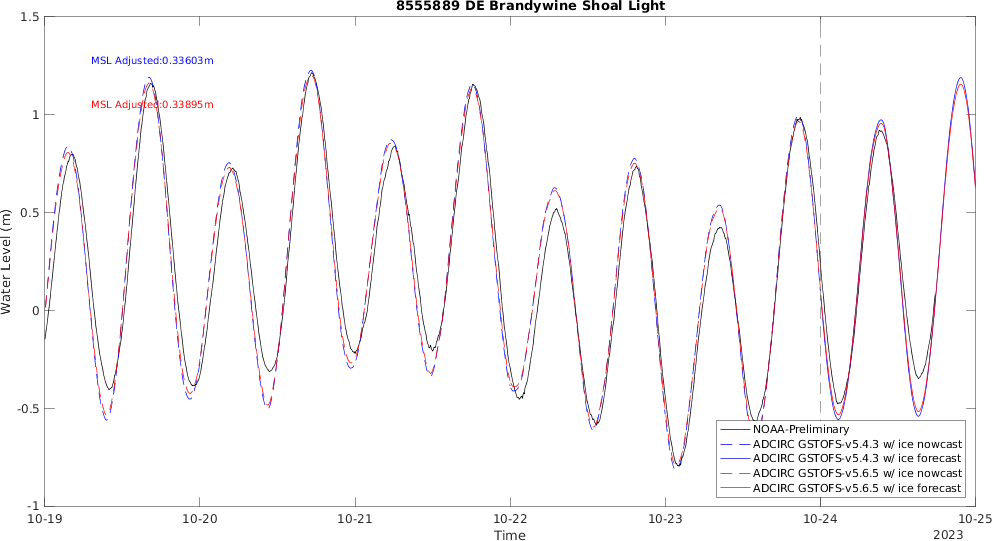 8555889 DE Brandywine Shoal Light
1.5
MSL Adjusted:0.33603m
MSL Adjusted:0.33895m
1
0.5
0
-0.5
-1
Water Level (m)
NOAA-Preliminary
ADCIRC GSTOFS-v5.4.3 w/ ice nowcast
ADCIRC GSTOFS-v5.4.3 w/ ice forecast
ADCIRC GSTOFS-v5.6.5 w/ ice nowcast
ADCIRC GSTOFS-v5.6.5 w/ ice forecast
10-19 10-20 10-21 10-22 10-23 10-24 10-25
Time
2023